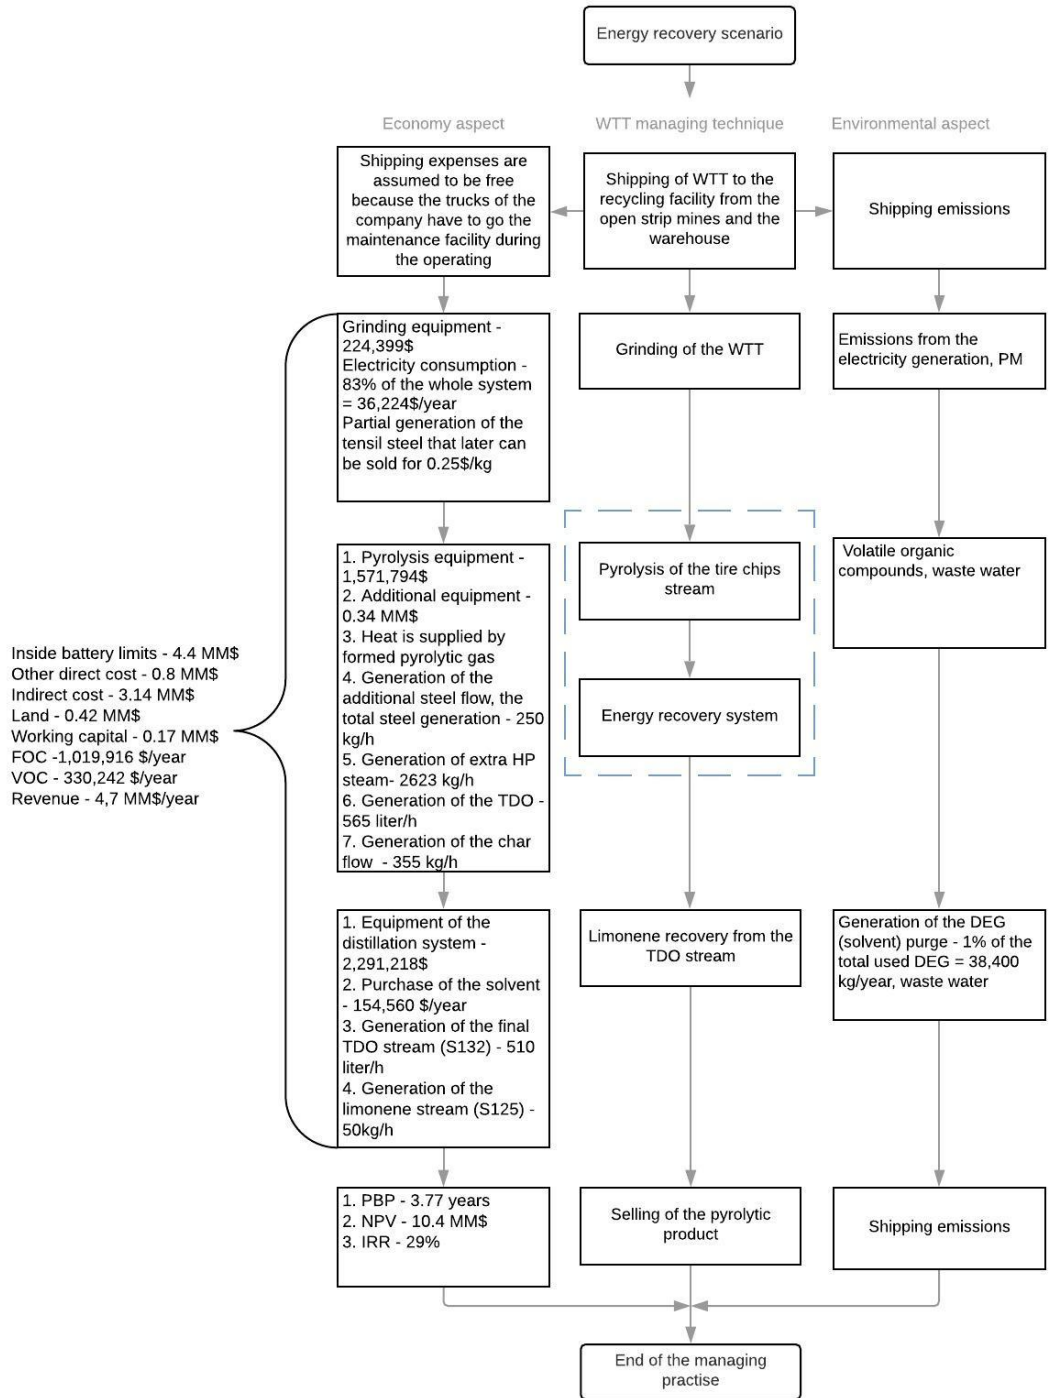 Energy recovery scenario
Economy aspect
WTT managing technique
Environmental aspect
Shipping expenses are
assumed to be free
because the trucks of the
company have to go the
maintenance facility during
the operating
Shipping of WTT to the
recycling facility from the
open strip mines and the
warehouse
Shipping emissions
Grinding equipment -
224,399$
Electricity consumption -
83% of the whole system
= 36,224$/year
Partial generation of the
tensil steel that later can
be sold for 0.25$/kg
Grinding of the WTT
Emissions from the
electricity generation, PM
Inside battery limits - 4.4 MM$
Other direct cost - 0.8 MM$
Indirect cost - 3.14 MM$
Land - 0.42 MM$
Working capital - 0.17 MM$
FOC -1,019,916 $/year
VOC - 330,242 $/year
Revenue - 4,7 MM$/year
1. Pyrolysis equipment -
1,571,794$
2. Additional equipment -
0.34 MM$
3. Heat is supplied by
formed pyrolytic gas
4. Generation of the
additional steel flow, the
total steel generation - 250
kg/h
5. Generation of extra HP
steam- 2623 kg/h
6. Generation of the TDO -
565 liter/h
7. Generation of the char
flow - 355 kg/h
Pyrolysis of the tire chips
stream
Energy recovery system
Volatile organic
compounds, waste water
1. Equipment of the
distillation system -
2,291,218$
2. Purchase of the solvent
- 154,560 $/year
3. Generation of the final
TDO stream (S132) - 510
liter/h
4. Generation of the
limonene stream (S125) -
50kg/h
Limonene recovery from the
TDO stream
Generation of the DEG
(solvent) purge - 1% of the
total used DEG = 38,400
kg/year, waste water
1. PBP - 3.77 years
2. NPV - 10.4 MM$
3. IRR - 29%
Selling of the pyrolytic
product
Shipping emissions
End of the managing
practise